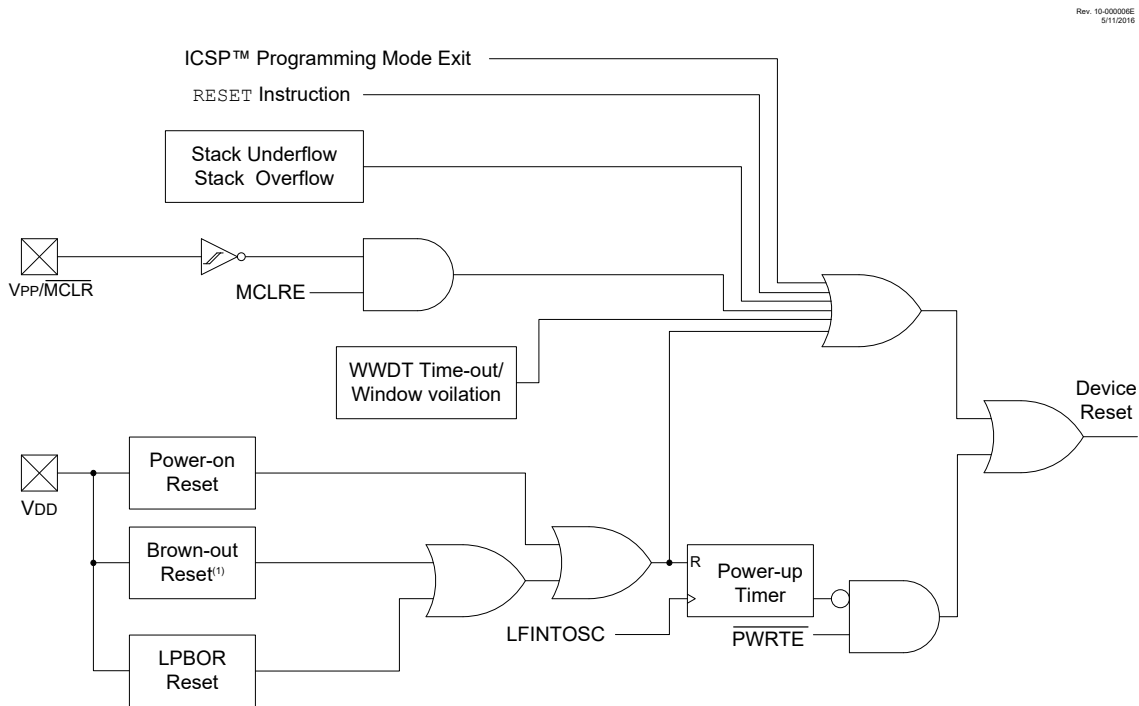 Rev. 10-000006E
5/11/2016
ICSP™ Programming Mode Exit
RESET Instruction
Stack Underflow
Stack Overflow
VPP/MCLR
MCLRE
WWDT Time-out/
Window voilation
Device
Reset
VDD
Power-on
Reset
Brown-out
Reset(1)
R
Power-up
Timer
LFINTOSC
PWRTE
LPBOR
Reset